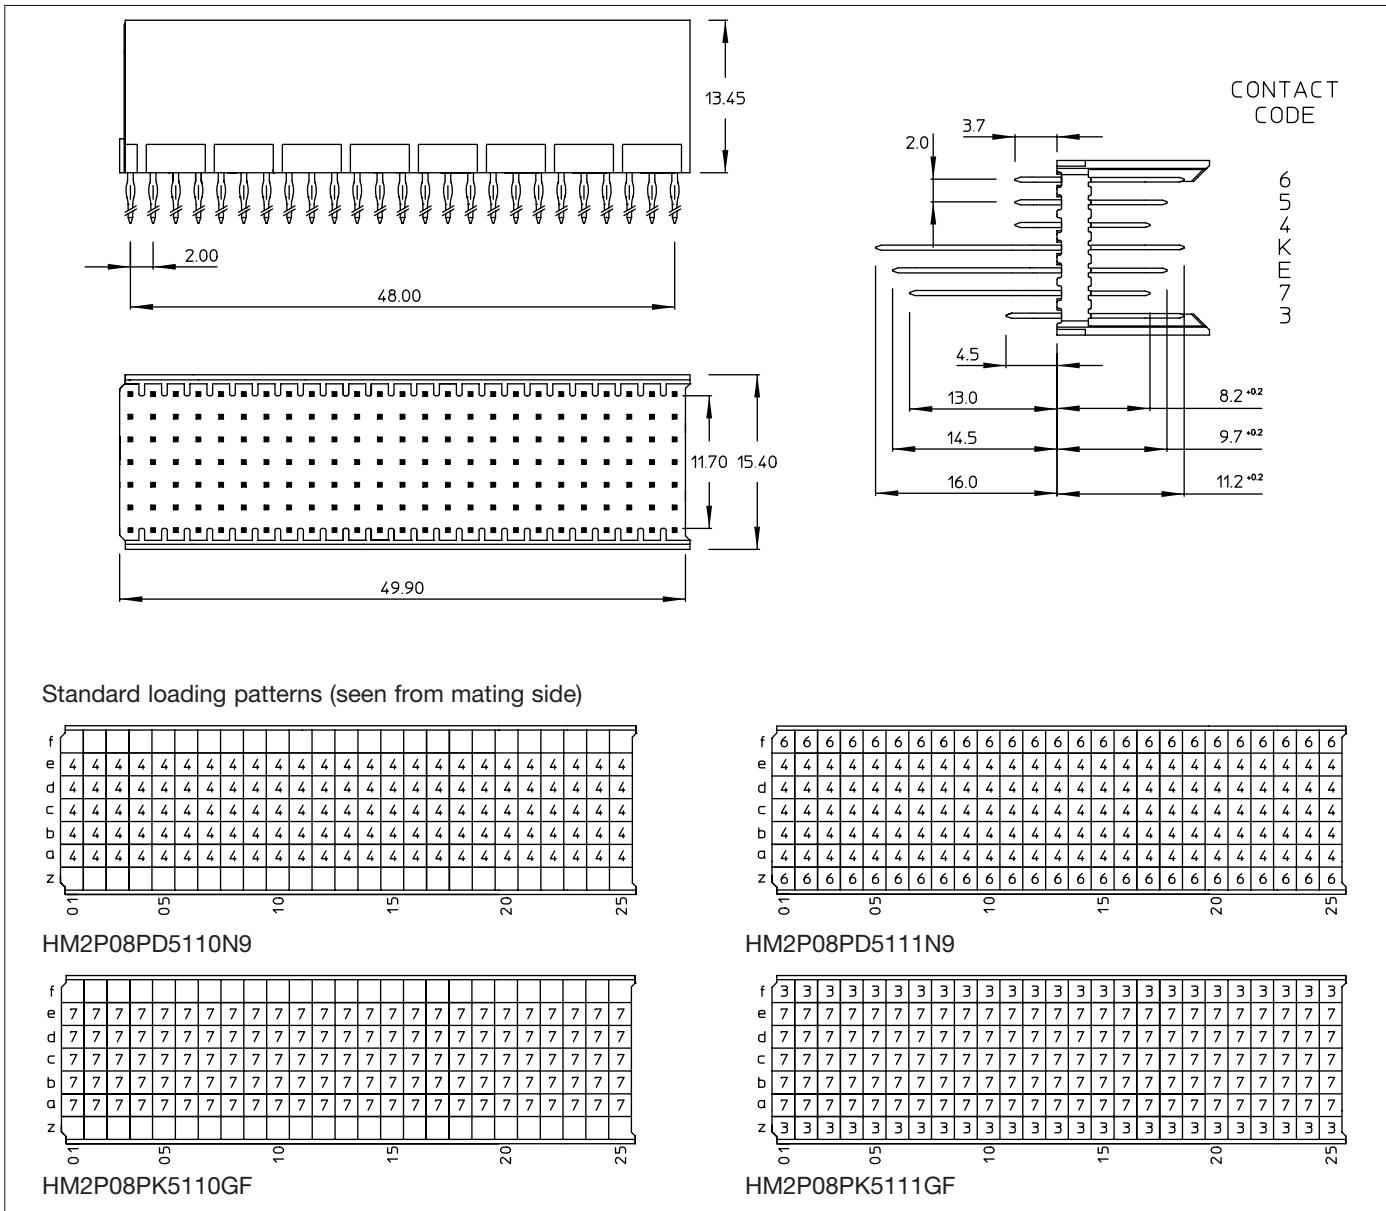 13.45
2.00
48.00
11.70
15.40
49.90
CONTACT
CODE
3.7
2.0
6
5
4
K
E
7
3
4.5
13.0
8.2 +0.2
14.5
9.7 +0.2
16.0
11.2 +0.2
Standard loading patterns (seen from mating side)
f
e 4 4 4 4 4 4 4 4 4 4 4 4 4 4 4 4 4 4 4 4 4 4 4 4 4
d 4 4 4 4 4 4 4 4 4 4 4 4 4 4 4 4 4 4 4 4 4 4 4 4 4
c 4 4 4 4 4 4 4 4 4 4 4 4 4 4 4 4 4 4 4 4 4 4 4 4 4
b 4 4 4 4 4 4 4 4 4 4 4 4 4 4 4 4 4 4 4 4 4 4 4 4 4
a 4 4 4 4 4 4 4 4 4 4 4 4 4 4 4 4 4 4 4 4 4 4 4 4 4
z
01 05 10 15 20 25
HM2P08PD5110N9
f 6 6 6 6 6 6 6 6 6 6 6 6 6 6 6 6 6 6 6 6 6 6 6 6 6
e 4 4 4 4 4 4 4 4 4 4 4 4 4 4 4 4 4 4 4 4 4 4 4 4 4
d 4 4 4 4 4 4 4 4 4 4 4 4 4 4 4 4 4 4 4 4 4 4 4 4 4
c 4 4 4 4 4 4 4 4 4 4 4 4 4 4 4 4 4 4 4 4 4 4 4 4 4
b 4 4 4 4 4 4 4 4 4 4 4 4 4 4 4 4 4 4 4 4 4 4 4 4 4
a 4 4 4 4 4 4 4 4 4 4 4 4 4 4 4 4 4 4 4 4 4 4 4 4 4
z 6 6 6 6 6 6 6 6 6 6 6 6 6 6 6 6 6 6 6 6 6 6 6 6 6
01 05 10 15 20 25
HM2P08PD5111N9
f
e 7 7 7 7 7 7 7 7 7 7 7 7 7 7 7 7 7 7 7 7 7 7 7 7 7
d 7 7 7 7 7 7 7 7 7 7 7 7 7 7 7 7 7 7 7 7 7 7 7 7 7
c 7 7 7 7 7 7 7 7 7 7 7 7 7 7 7 7 7 7 7 7 7 7 7 7 7
b 7 7 7 7 7 7 7 7 7 7 7 7 7 7 7 7 7 7 7 7 7 7 7 7 7
a 7 7 7 7 7 7 7 7 7 7 7 7 7 7 7 7 7 7 7 7 7 7 7 7 7
z
01 05 10 15 20 25
HM2P08PK5110GF
f 3 3 3 3 3 3 3 3 3 3 3 3 3 3 3 3 3 3 3 3 3 3 3 3 3
e 7 7 7 7 7 7 7 7 7 7 7 7 7 7 7 7 7 7 7 7 7 7 7 7 7
d 7 7 7 7 7 7 7 7 7 7 7 7 7 7 7 7 7 7 7 7 7 7 7 7 7
c 7 7 7 7 7 7 7 7 7 7 7 7 7 7 7 7 7 7 7 7 7 7 7 7 7
b 7 7 7 7 7 7 7 7 7 7 7 7 7 7 7 7 7 7 7 7 7 7 7 7 7
a 7 7 7 7 7 7 7 7 7 7 7 7 7 7 7 7 7 7 7 7 7 7 7 7 7
z 3 3 3 3 3 3 3 3 3 3 3 3 3 3 3 3 3 3 3 3 3 3 3 3 3
01 05 10 15 20 25
HM2P08PK5111GF